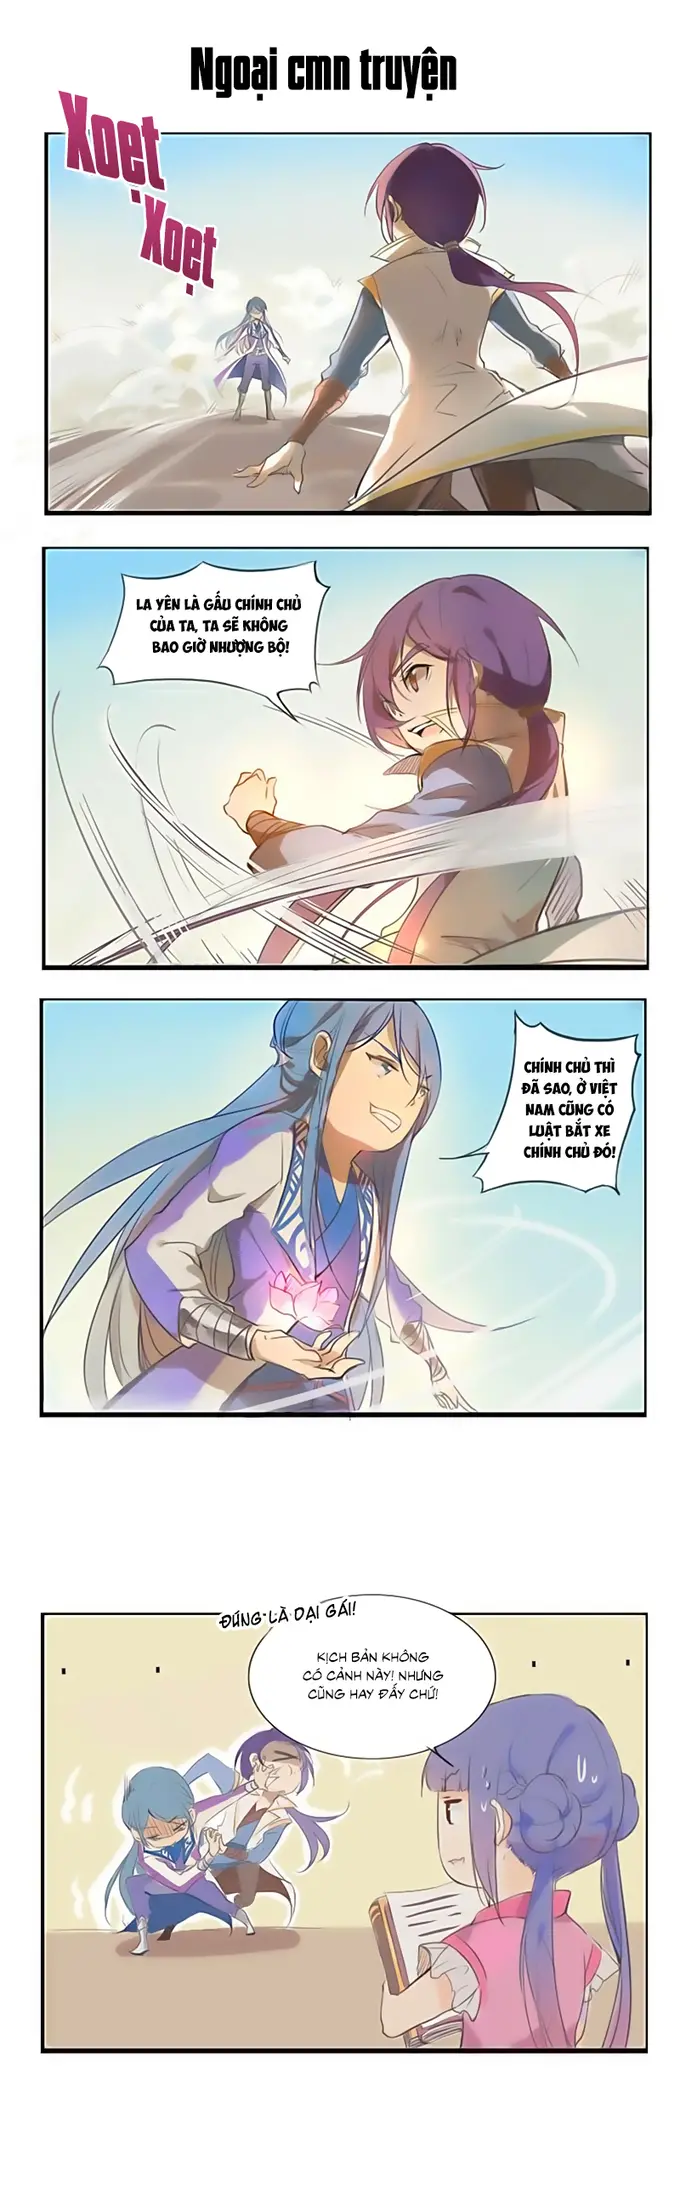 Ngoại cmn truyện
Xoẹt
Xoẹt
LA YÊN LÀ GẤU CHÍNH CHỦ
CỦA TA, TA SẼ KHÔNG
BAO GIỜ NHƯỢNG BỘ!
CHÍNH CHỦ THÌ
ĐÃ SAO, Ở VIỆT
NAM CŨNG CÓ
LUẬT BẮT XE
CHÍNH CHỦ ĐÓ!
ĐÚNG LÀ DẠI GÁI!
KỊCH BẢN KHÔNG
CÓ CẢNH NÀY! NHƯNG
CŨNG HAY ĐẤY CHỨ!